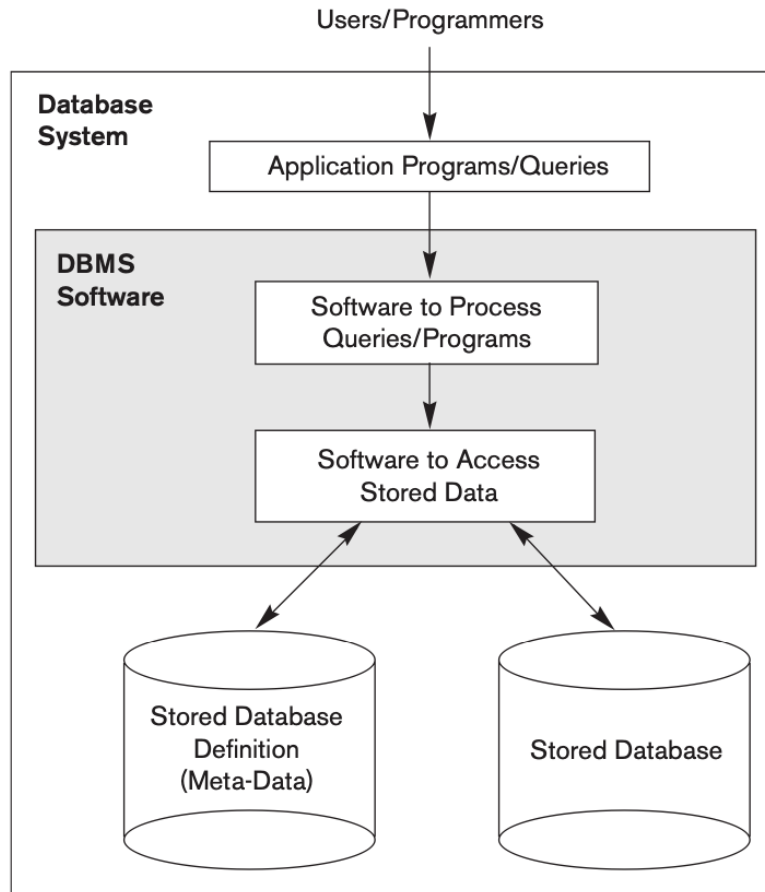 Users/Programmers
Database
System
Application Programs/Queries
DBMS
Software
Software to Process
Queries/Programs
Software to Access
Stored Data
Stored Database
Definition
(Meta-Data)
Stored Database